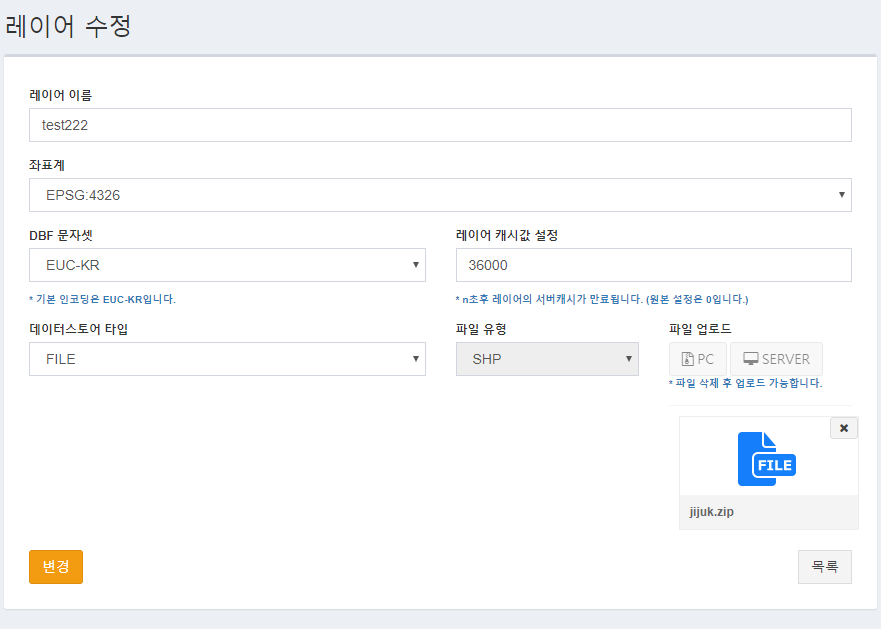 레이어 수정
레이어 이름
test222
좌표계
EPSG:4326
DBF 문자셋
레이어 캐시값 설정
EUC-KR
36000
* 기본 인코딩은 EUC-KR입니다.
* n초후 레이어의 서버캐시가 만료됩니다. (원본 설정은 0입니다.)
데이터스토어 타입
파일 유형
파일 업로드
FILE
SHP
PC
SERVER
* 파일 삭제 후 업로드 가능합니다.
FILE
jijuk.zip
변경
목록